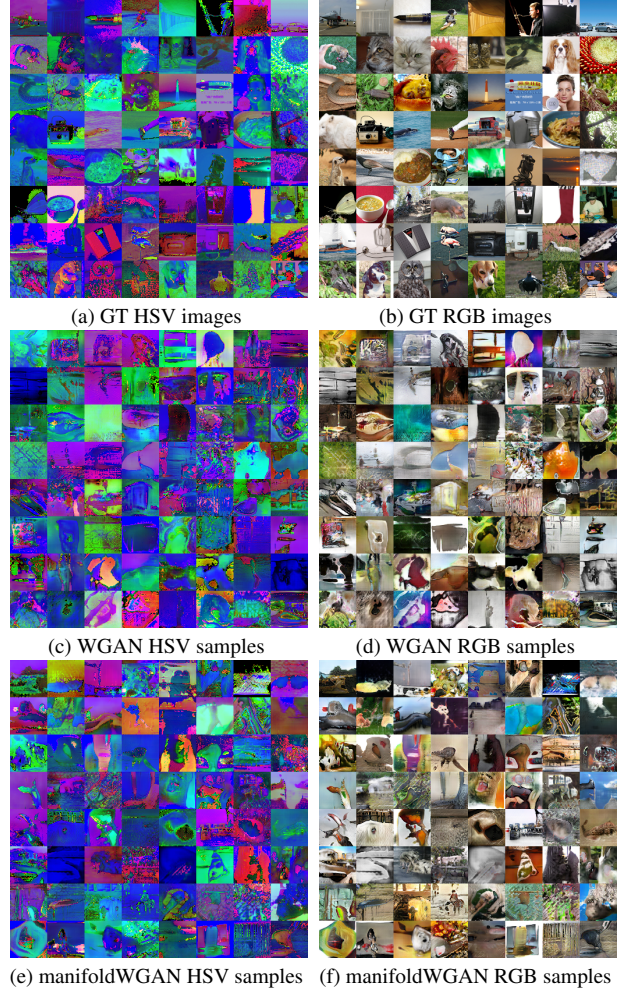 (a) GT HSV images
(b) GT RGB images
(c) WGAN HSV samples
(d) WGAN RGB samples
(e) manifoldWGAN HSV samples
(f) manifoldWGAN RGB samples